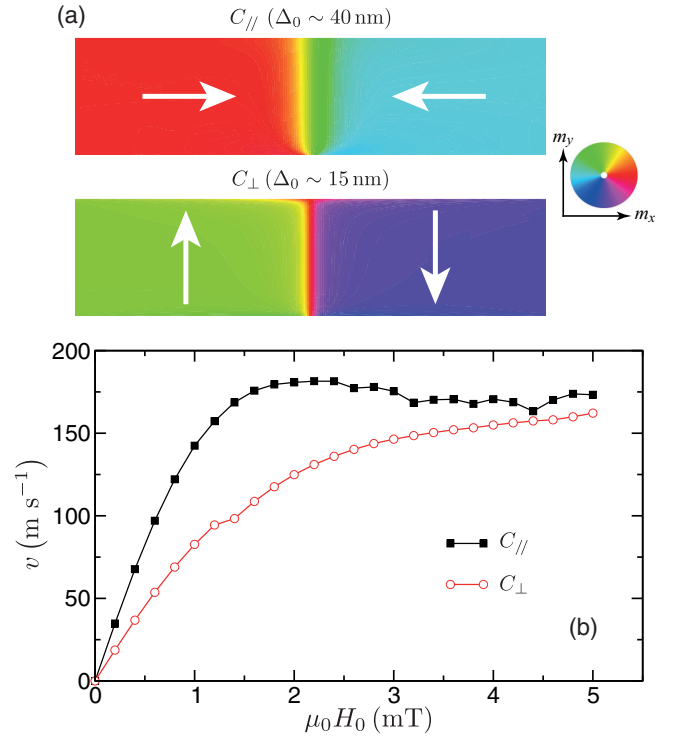 (a)
C// (Δ0 ∼ 40 nm)
my
mx
C⊥ (Δ0 ∼ 15 nm)
200
150
100
50
0
v (m s−1)
C//
C⊥
(b)
0 1 2 3 4 5
μ0H0 (mT)